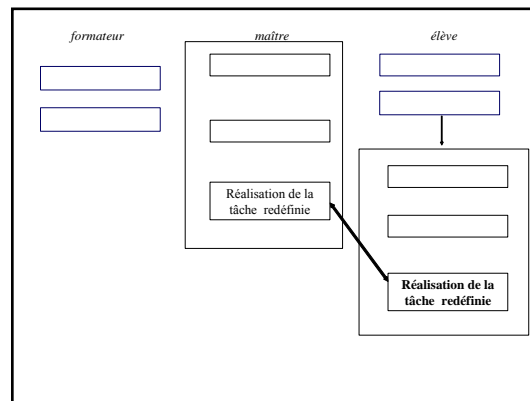 formateur
maître
élève
Réalisation de la
tâche redéfinie
Réalisation de la
tâche redéfinie